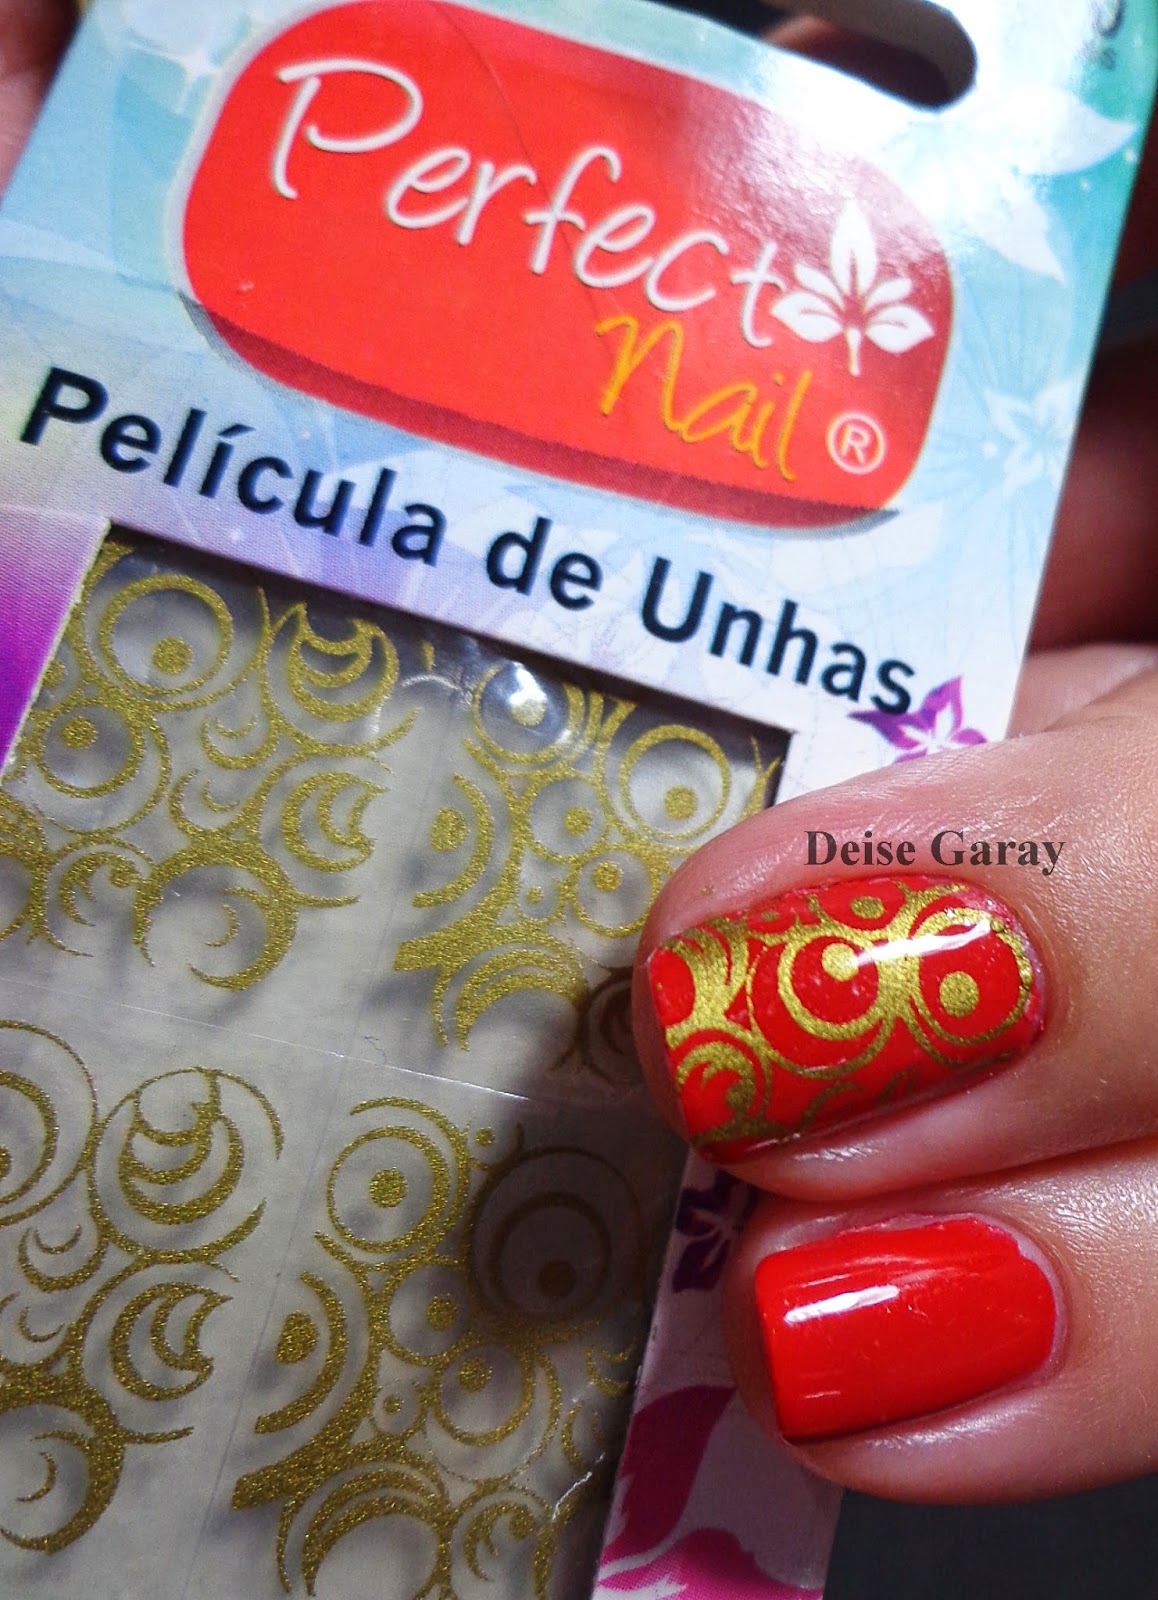 Perfect
Nail ®
Película de Unhas
Deise Garay